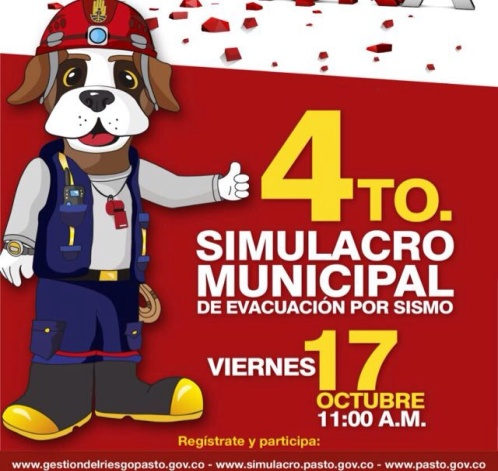 4TO.
SIMULACRO
MUNICIPAL
DE EVACUACIÓN POR SISMO
VIERNES 17
OCTUBRE
11:00 A.M.
Regístrate y participa:
www.gestiondelriesgopasto.gov.co - www.simulacro.pasto.gov.co - www.pasto.gov.co